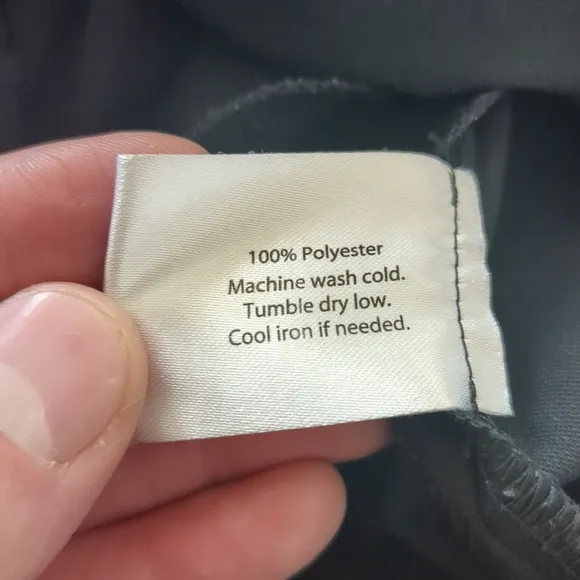 100% Polyester
Machine wash cold.
Tumble dry low.
Cool iron if needed.